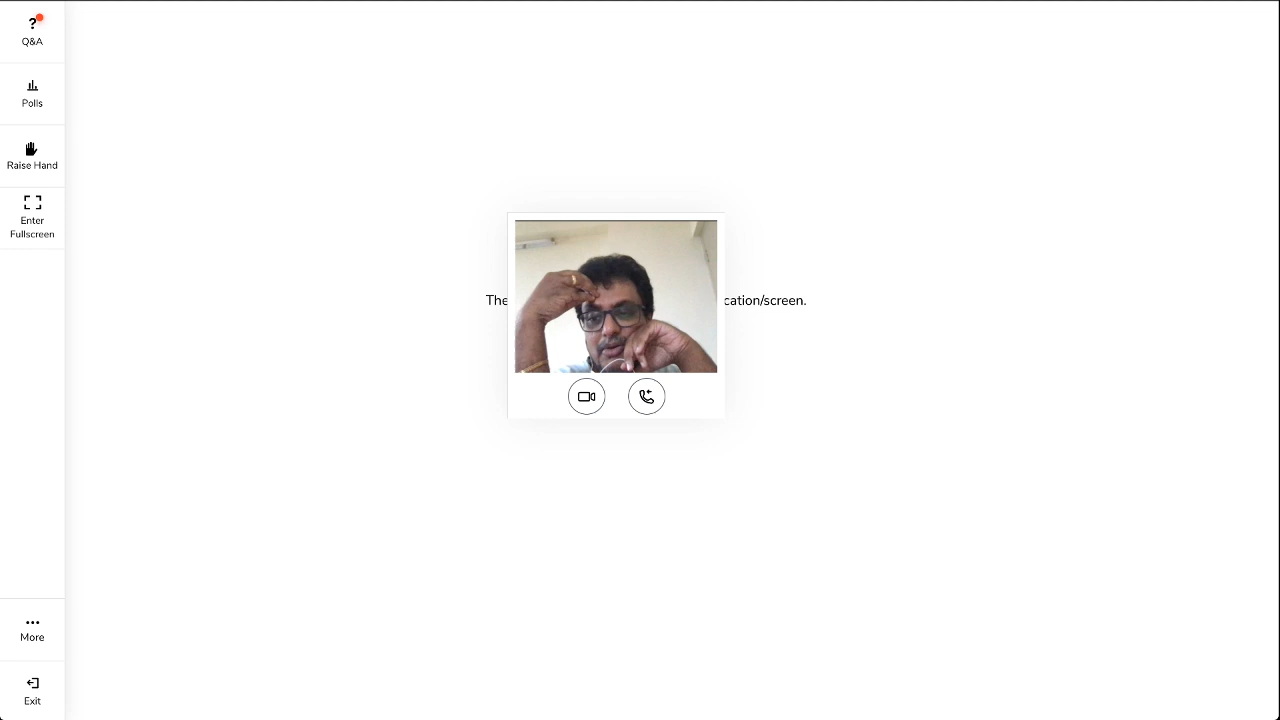 ?
Q&A
Polls
Raise Hand
Enter
Fullscreen
The
cation/screen.
More
Exit